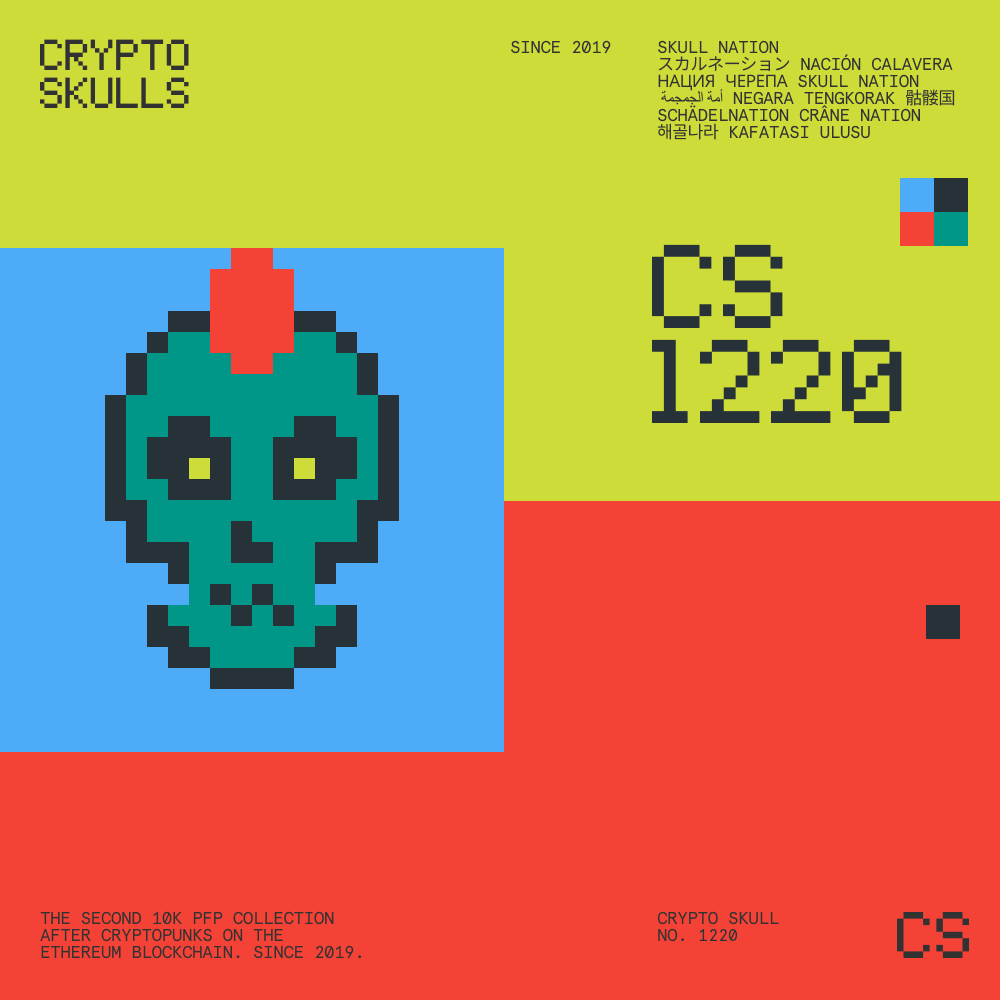 CRYPTO
SKULLS
SINCE 2019
SKULL NATION
スカルネーション NACIÓN CALAVERA
НАЦИЯ ЧЕРЕПА SKULL NATION
أمة الجمجمة NEGARA TENGKORAK 骷髅国
SCHÄDELNATION CRÂNE NATION
해골나라 KAFATASI ULUSU
CS
1220
THE SECOND 10K PFP COLLECTION
AFTER CRYPTOPUNKS ON THE
ETHEREUM BLOCKCHAIN. SINCE 2019.
CRYPTO SKULL
NO. 1220
CS